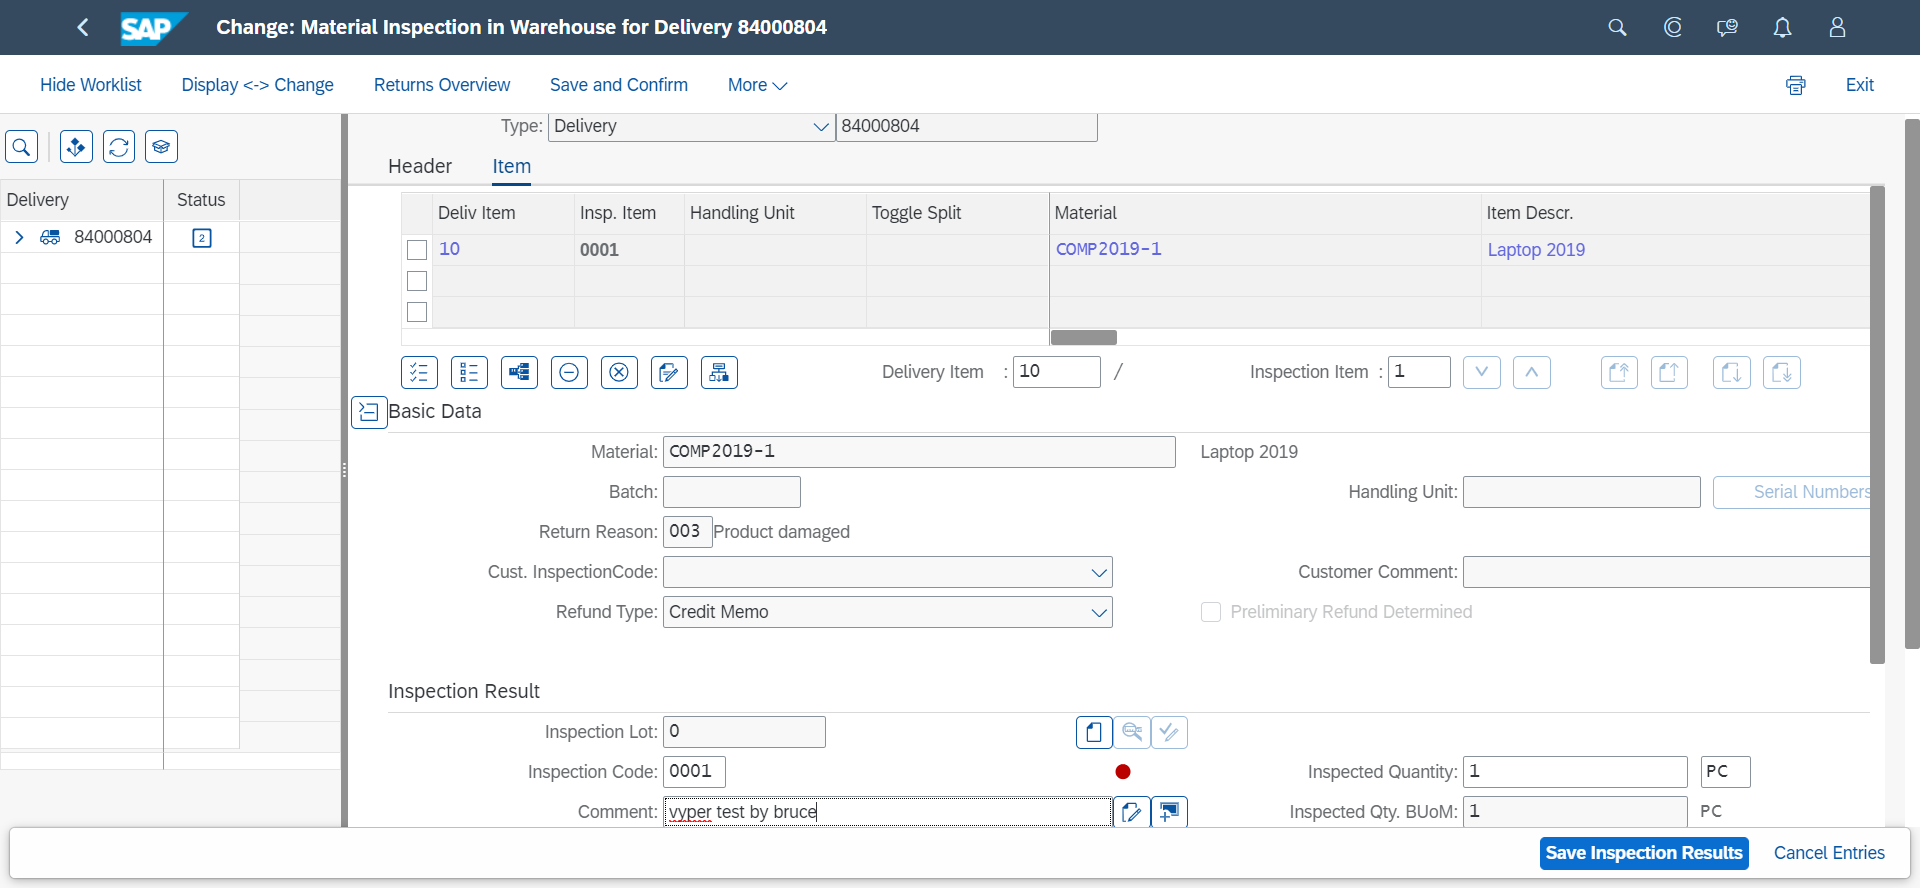 SAP Change: Material Inspection in Warehouse for Delivery 84000804
Hide Worklist Display <-> Change Returns Overview Save and Confirm More Exit
Type: Delivery 84000804
Header Item
Delivery Status
84000804 2
Deliv Item Insp. Item Handling Unit Toggle Split Material Item Descr.
10 0001 COMP2019-1 Laptop 2019
Delivery Item : 10 / Inspection Item : 1
Basic Data
Material: COMP2019-1 Laptop 2019
Batch: Handling Unit: Serial Numbers
Return Reason: 003 Product damaged
Cust. InspectionCode: Customer Comment:
Refund Type: Credit Memo Preliminary Refund Determined
Inspection Result
Inspection Lot: 0
Inspection Code: 0001 Inspected Quantity: 1 PC
Comment: vyper test by bruce Inspected Qty. BUoM: 1 PC
Save Inspection Results Cancel Entries